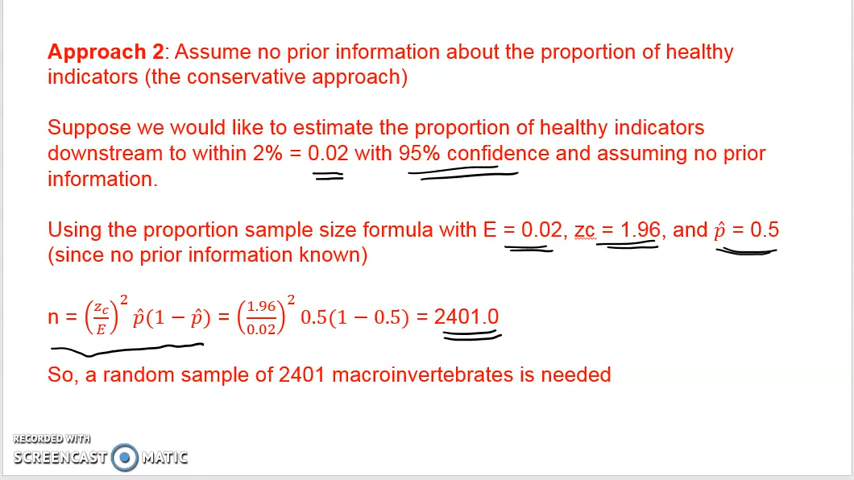 Approach 2: Assume no prior information about the proportion of healthy
indicators (the conservative approach)
Suppose we would like to estimate the proportion of healthy indicators
downstream to within 2% = 0.02 with 95% confidence and assuming no prior
information.
Using the proportion sample size formula with E = 0.02, zc = 1.96, and p̂ = 0.5
(since no prior information known)
n = (z_c/E)² p̂(1 − p̂) = (1.96/0.02)² 0.5(1 − 0.5) = 2401.0
So, a random sample of 2401 macroinvertebrates is needed
RECORDED WITH
SCREENCAST MATIC